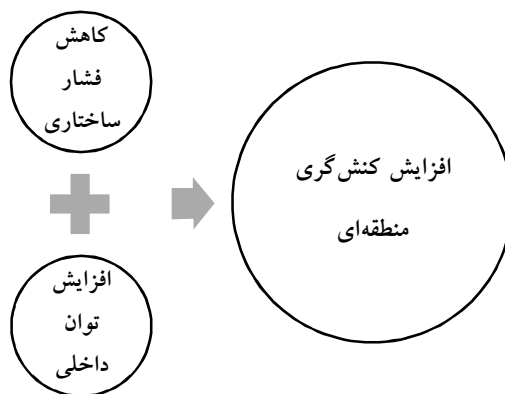 کاهش
فشار
ساختاری
افزایش
توان
داخلی
افزایش کنش‌گری
منطقه‌ای